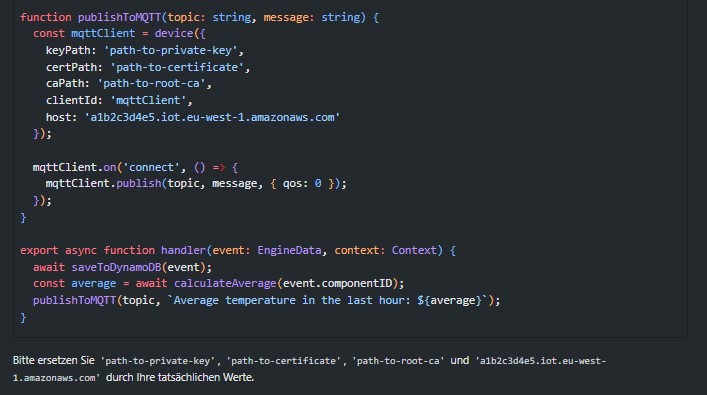 function publishToMQTT(topic: string, message: string) {
  const mqttClient = device({
    keyPath: 'path-to-private-key',
    certPath: 'path-to-certificate',
    caPath: 'path-to-root-ca',
    clientId: 'mqttClient',
    host: 'a1b2c3d4e5.iot.eu-west-1.amazonaws.com'
  });
  mqttClient.on('connect', () => {
    mqttClient.publish(topic, message, { qos: 0 });
  });
}
export async function handler(event: EngineData, context: Context) {
  await saveToDynamoDB(event);
  const average = await calculateAverage(event.componentID);
  publishToMQTT(topic, `Average temperature in the last hour: ${average}`);
}
Bitte ersetzen Sie 'path-to-private-key', 'path-to-certificate', 'path-to-root-ca' und 'a1b2c3d4e5.iot.eu-west-
1.amazonaws.com' durch Ihre tatsächlichen Werte.